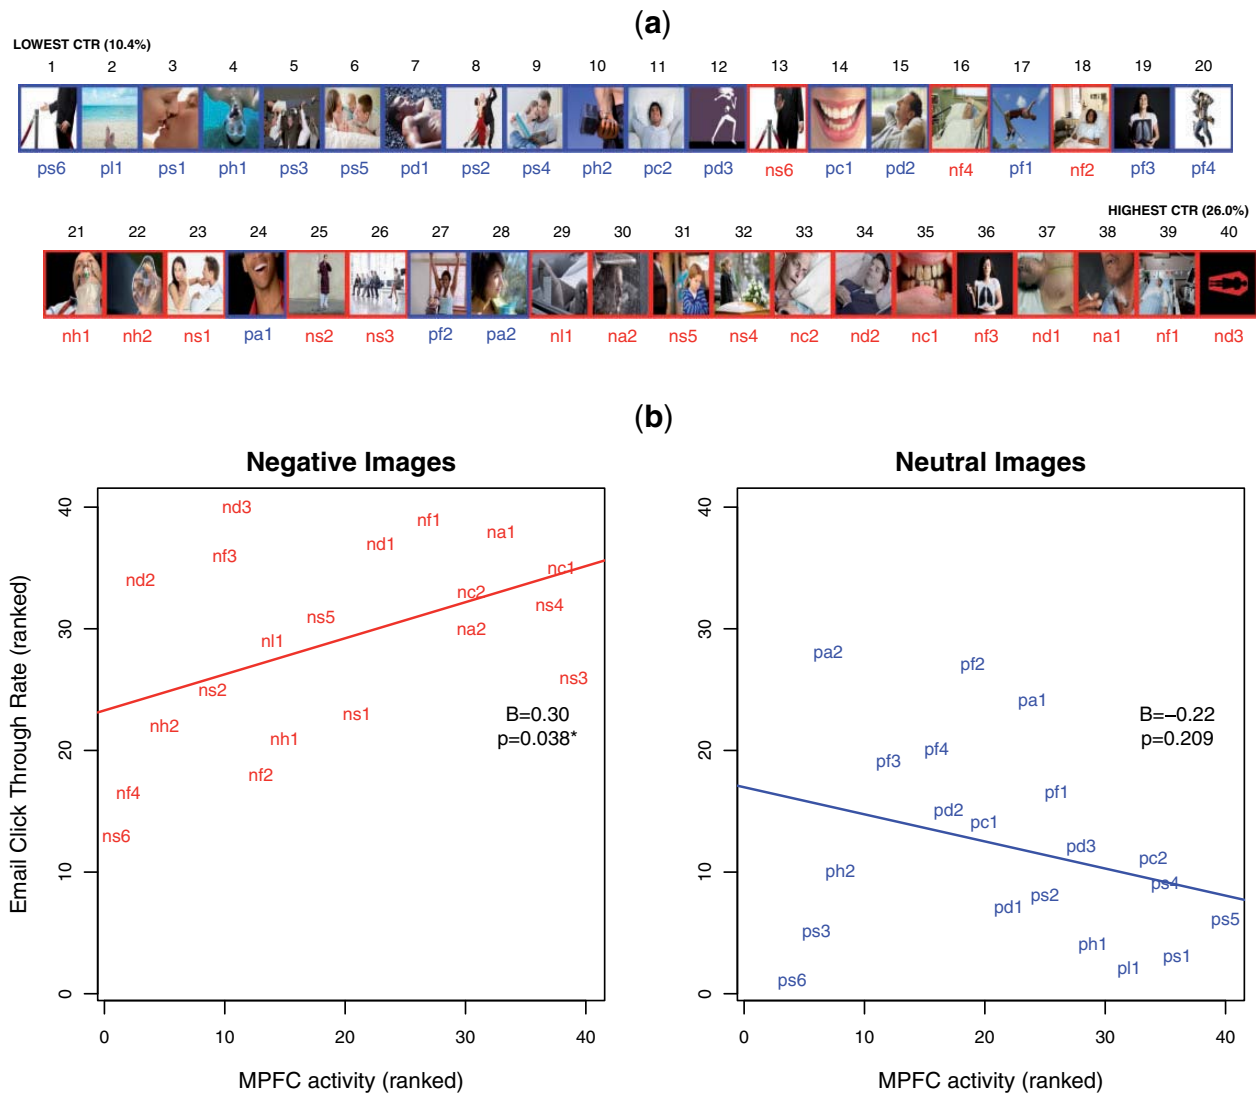 (a)
LOWEST CTR (10.4%)
1 2 3 4 5 6 7 8 9 10 11 12 13 14 15 16 17 18 19 20
ps6 pl1 ps1 ph1 ps3 ps5 pd1 ps2 ps4 ph2 pc2 pd3 ns6 pc1 pd2 nf4 pf1 nf2 pf3 pf4
HIGHEST CTR (26.0%)
21 22 23 24 25 26 27 28 29 30 31 32 33 34 35 36 37 38 39 40
nh1 nh2 ns1 pa1 ns2 ns3 pf2 pa2 nl1 na2 ns5 ns4 nc2 nd2 nc1 nf3 nd1 na1 nf1 nd3
(b)
Negative Images
Email Click Through Rate (ranked)
40
30
20
10
0
nd3
nf1
na1
nd1
nf3
nc1
nd2
nc2
ns4
ns5
na2
nl1
ns3
ns2
ns1
nh2
nh1
nf2
nf4
ns6
B=0.30
p=0.038*
0 10 20 30 40
MPFC activity (ranked)
Neutral Images
40
30
20
10
0
pa2
pf2
pa1
pf4
pf3
pf1
pd2
pc1
pd3
pc2
ph2
ps4
ps2
pd1
ps5
ps3
ph1
ps1
pl1
ps6
B=−0.22
p=0.209
0 10 20 30 40
MPFC activity (ranked)